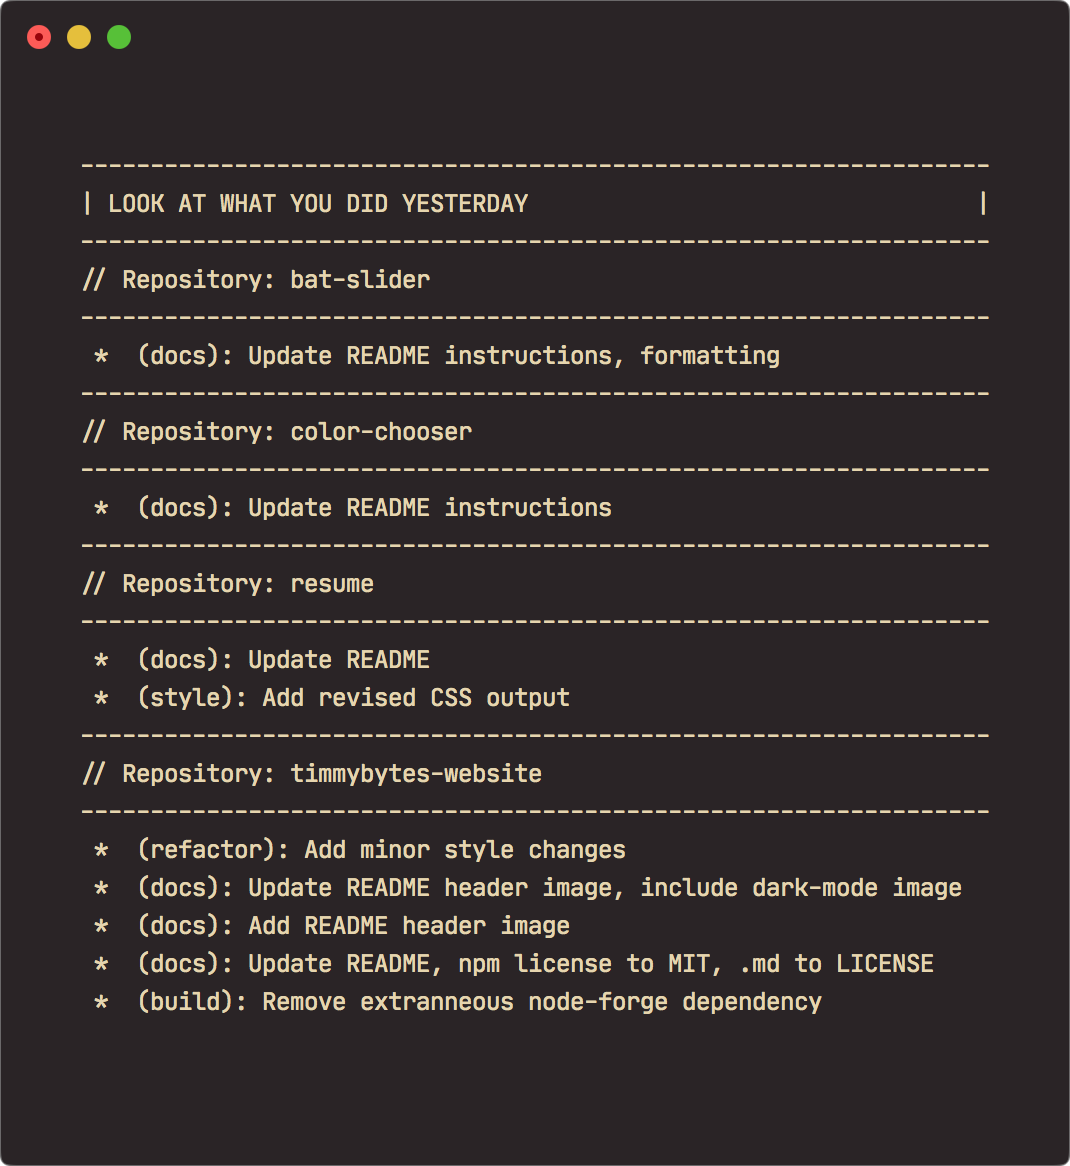 -----------------------------------------------------------------
| LOOK AT WHAT YOU DID YESTERDAY                                |
-----------------------------------------------------------------
// Repository: bat-slider
-----------------------------------------------------------------
 *  (docs): Update README instructions, formatting
-----------------------------------------------------------------
// Repository: color-chooser
-----------------------------------------------------------------
 *  (docs): Update README instructions
-----------------------------------------------------------------
// Repository: resume
-----------------------------------------------------------------
 *  (docs): Update README
 *  (style): Add revised CSS output
-----------------------------------------------------------------
// Repository: timmybytes-website
-----------------------------------------------------------------
 *  (refactor): Add minor style changes
 *  (docs): Update README header image, include dark-mode image
 *  (docs): Add README header image
 *  (docs): Update README, npm license to MIT, .md to LICENSE
 *  (build): Remove extranneous node-forge dependency